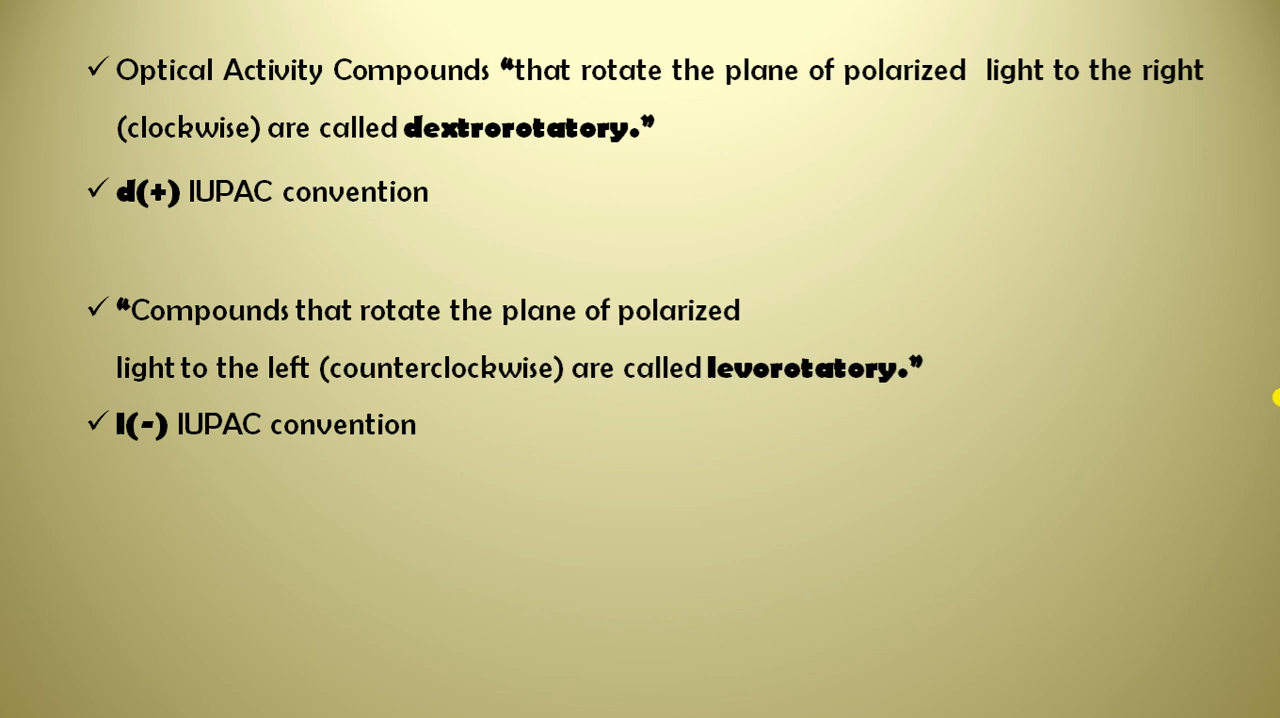 ✓ Optical Activity Compounds “that rotate the plane of polarized light to the right
(clockwise) are called dextrorotatory.”
✓ d(+) IUPAC convention
✓ “Compounds that rotate the plane of polarized
light to the left (counterclockwise) are called levorotatory.”
✓ l(-) IUPAC convention